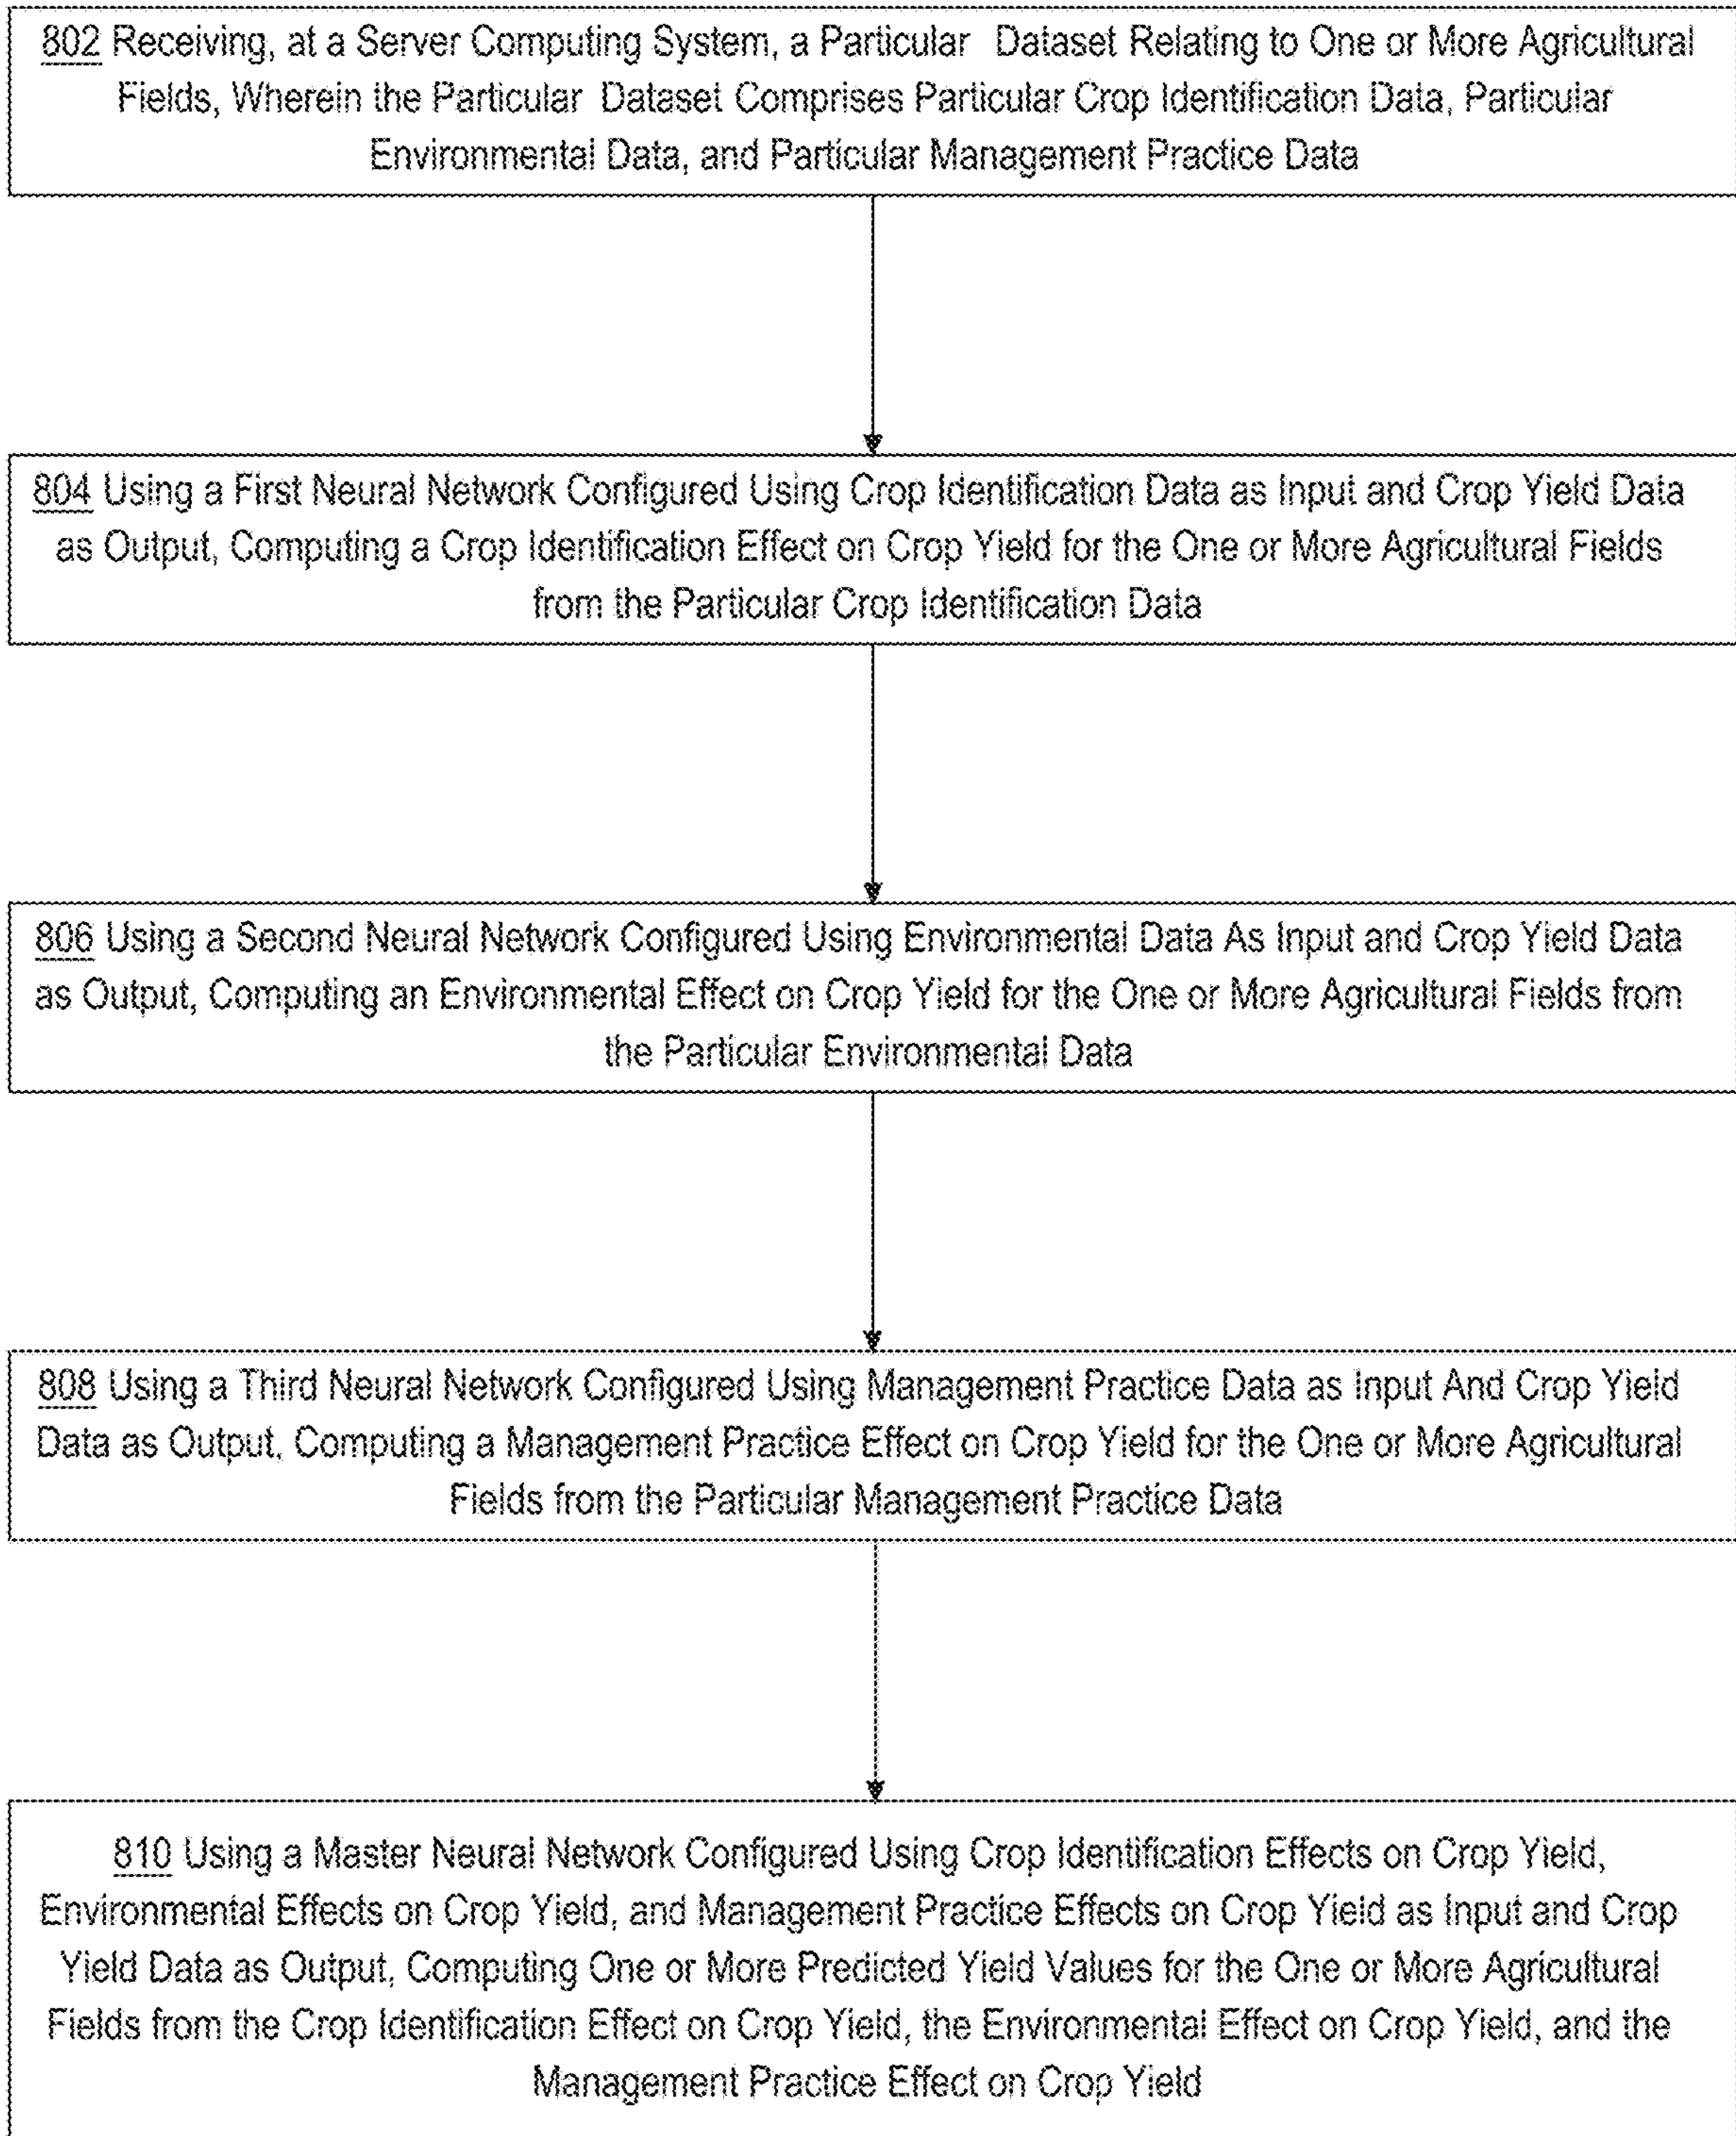 802 Receiving, at a Server Computing System, a Particular Dataset Relating to One or More Agricultural
Fields, Wherein the Particular Dataset Comprises Particular Crop Identification Data, Particular
Environmental Data, and Particular Management Practice Data
804 Using a First Neural Network Configured Using Crop Identification Data as Input and Crop Yield Data
as Output, Computing a Crop Identification Effect on Crop Yield for the One or More Agricultural Fields
from the Particular Crop Identification Data
806 Using a Second Neural Network Configured Using Environmental Data As Input and Crop Yield Data
as Output, Computing an Environmental Effect on Crop Yield for the One or More Agricultural Fields from
the Particular Environmental Data
808 Using a Third Neural Network Configured Using Management Practice Data as Input And Crop Yield
Data as Output, Computing a Management Practice Effect on Crop Yield for the One or More Agricultural
Fields from the Particular Management Practice Data
810 Using a Master Neural Network Configured Using Crop Identification Effects on Crop Yield,
Environmental Effects on Crop Yield, and Management Practice Effects on Crop Yield as Input and Crop
Yield Data as Output, Computing One or More Predicted Yield Values for the One or More Agricultural
Fields from the Crop Identification Effect on Crop Yield, the Environmental Effect on Crop Yield, and the
Management Practice Effect on Crop Yield